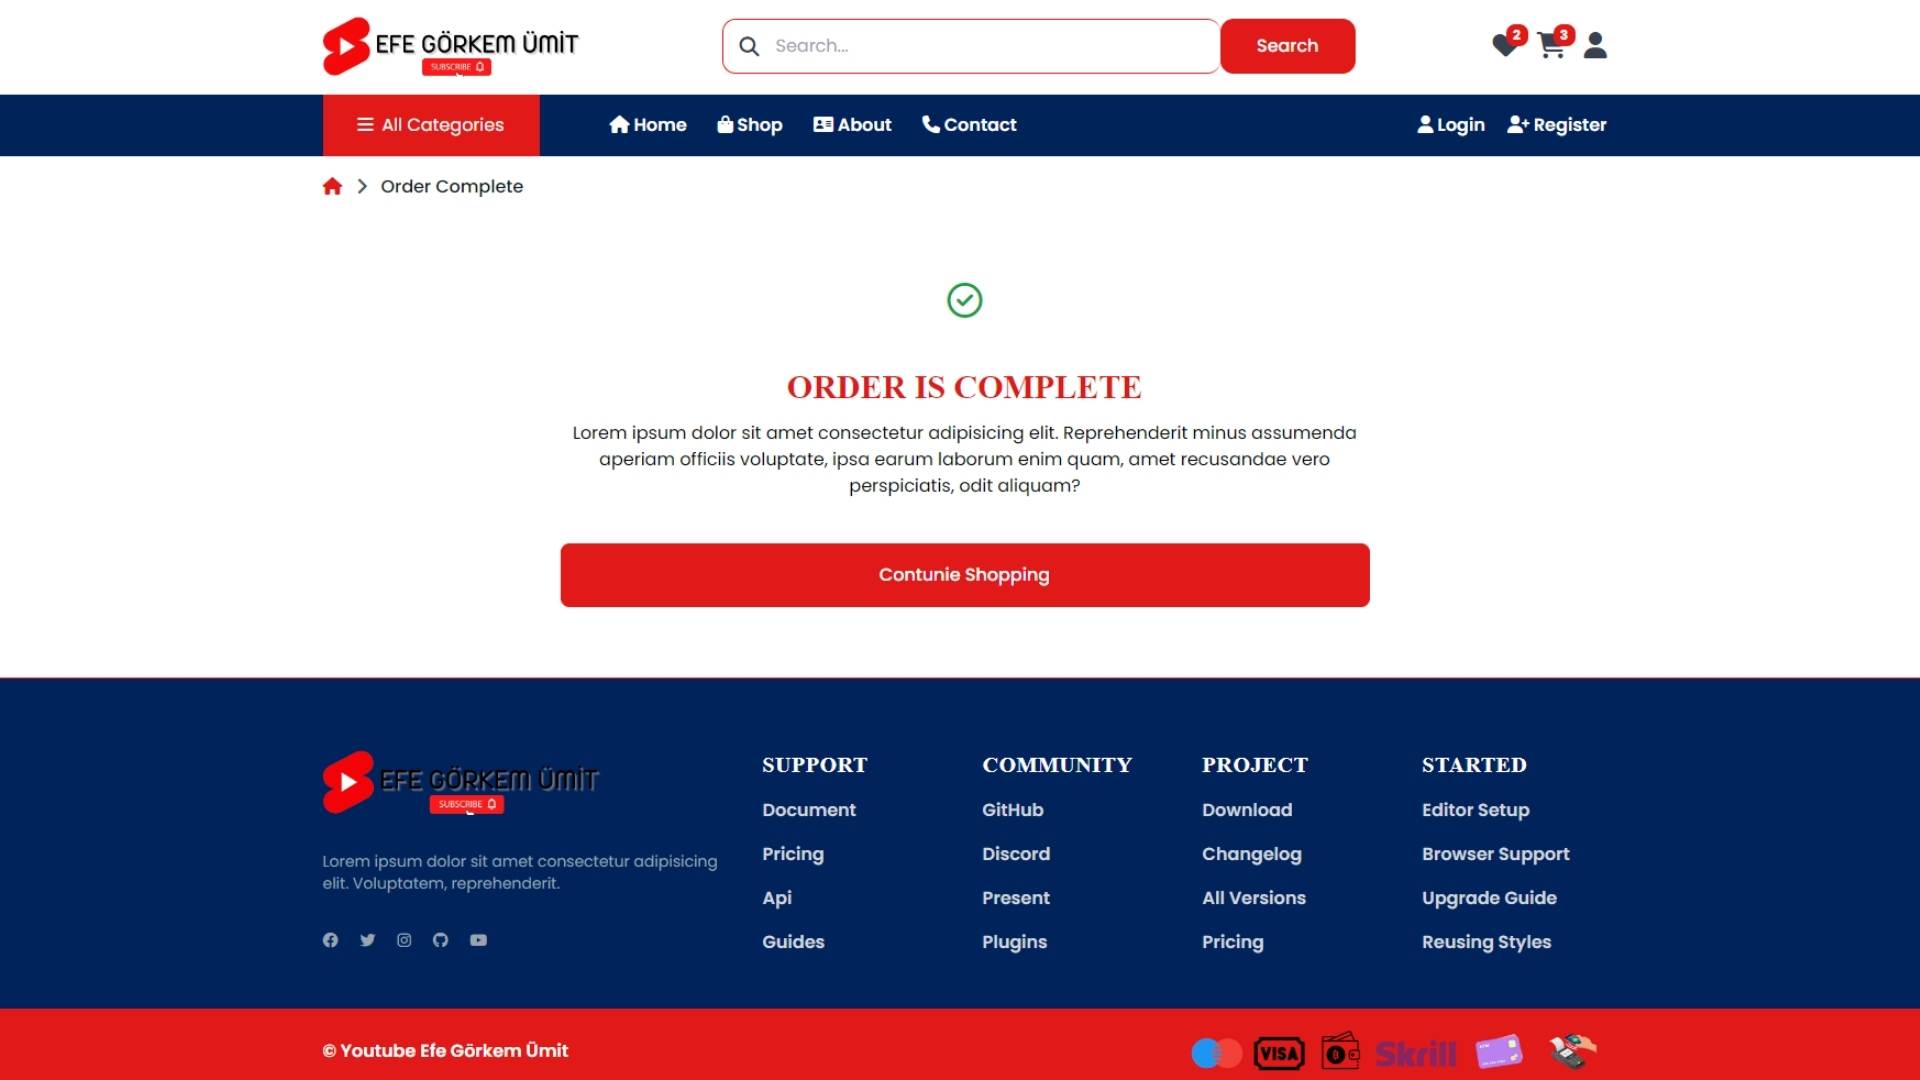 EFE GÖRKEM ÜMİT
SUBSCRIBE
Search...
Search
2
3
All Categories
Home
Shop
About
Contact
Login
Register
Order Complete
ORDER IS COMPLETE
Lorem ipsum dolor sit amet consectetur adipisicing elit. Reprehenderit minus assumenda
aperiam officiis voluptate, ipsa earum laborum enim quam, amet recusandae vero
perspiciatis, odit aliquam?
Contunie Shopping
EFE GÖRKEM ÜMİT
SUBSCRIBE
Lorem ipsum dolor sit amet consectetur adipisicing
elit. Voluptatem, reprehenderit.
SUPPORT
Document
Pricing
Api
Guides
COMMUNITY
GitHub
Discord
Present
Plugins
PROJECT
Download
Changelog
All Versions
Pricing
STARTED
Editor Setup
Browser Support
Upgrade Guide
Reusing Styles
© Youtube Efe Görkem Ümit
VISA
Skrill